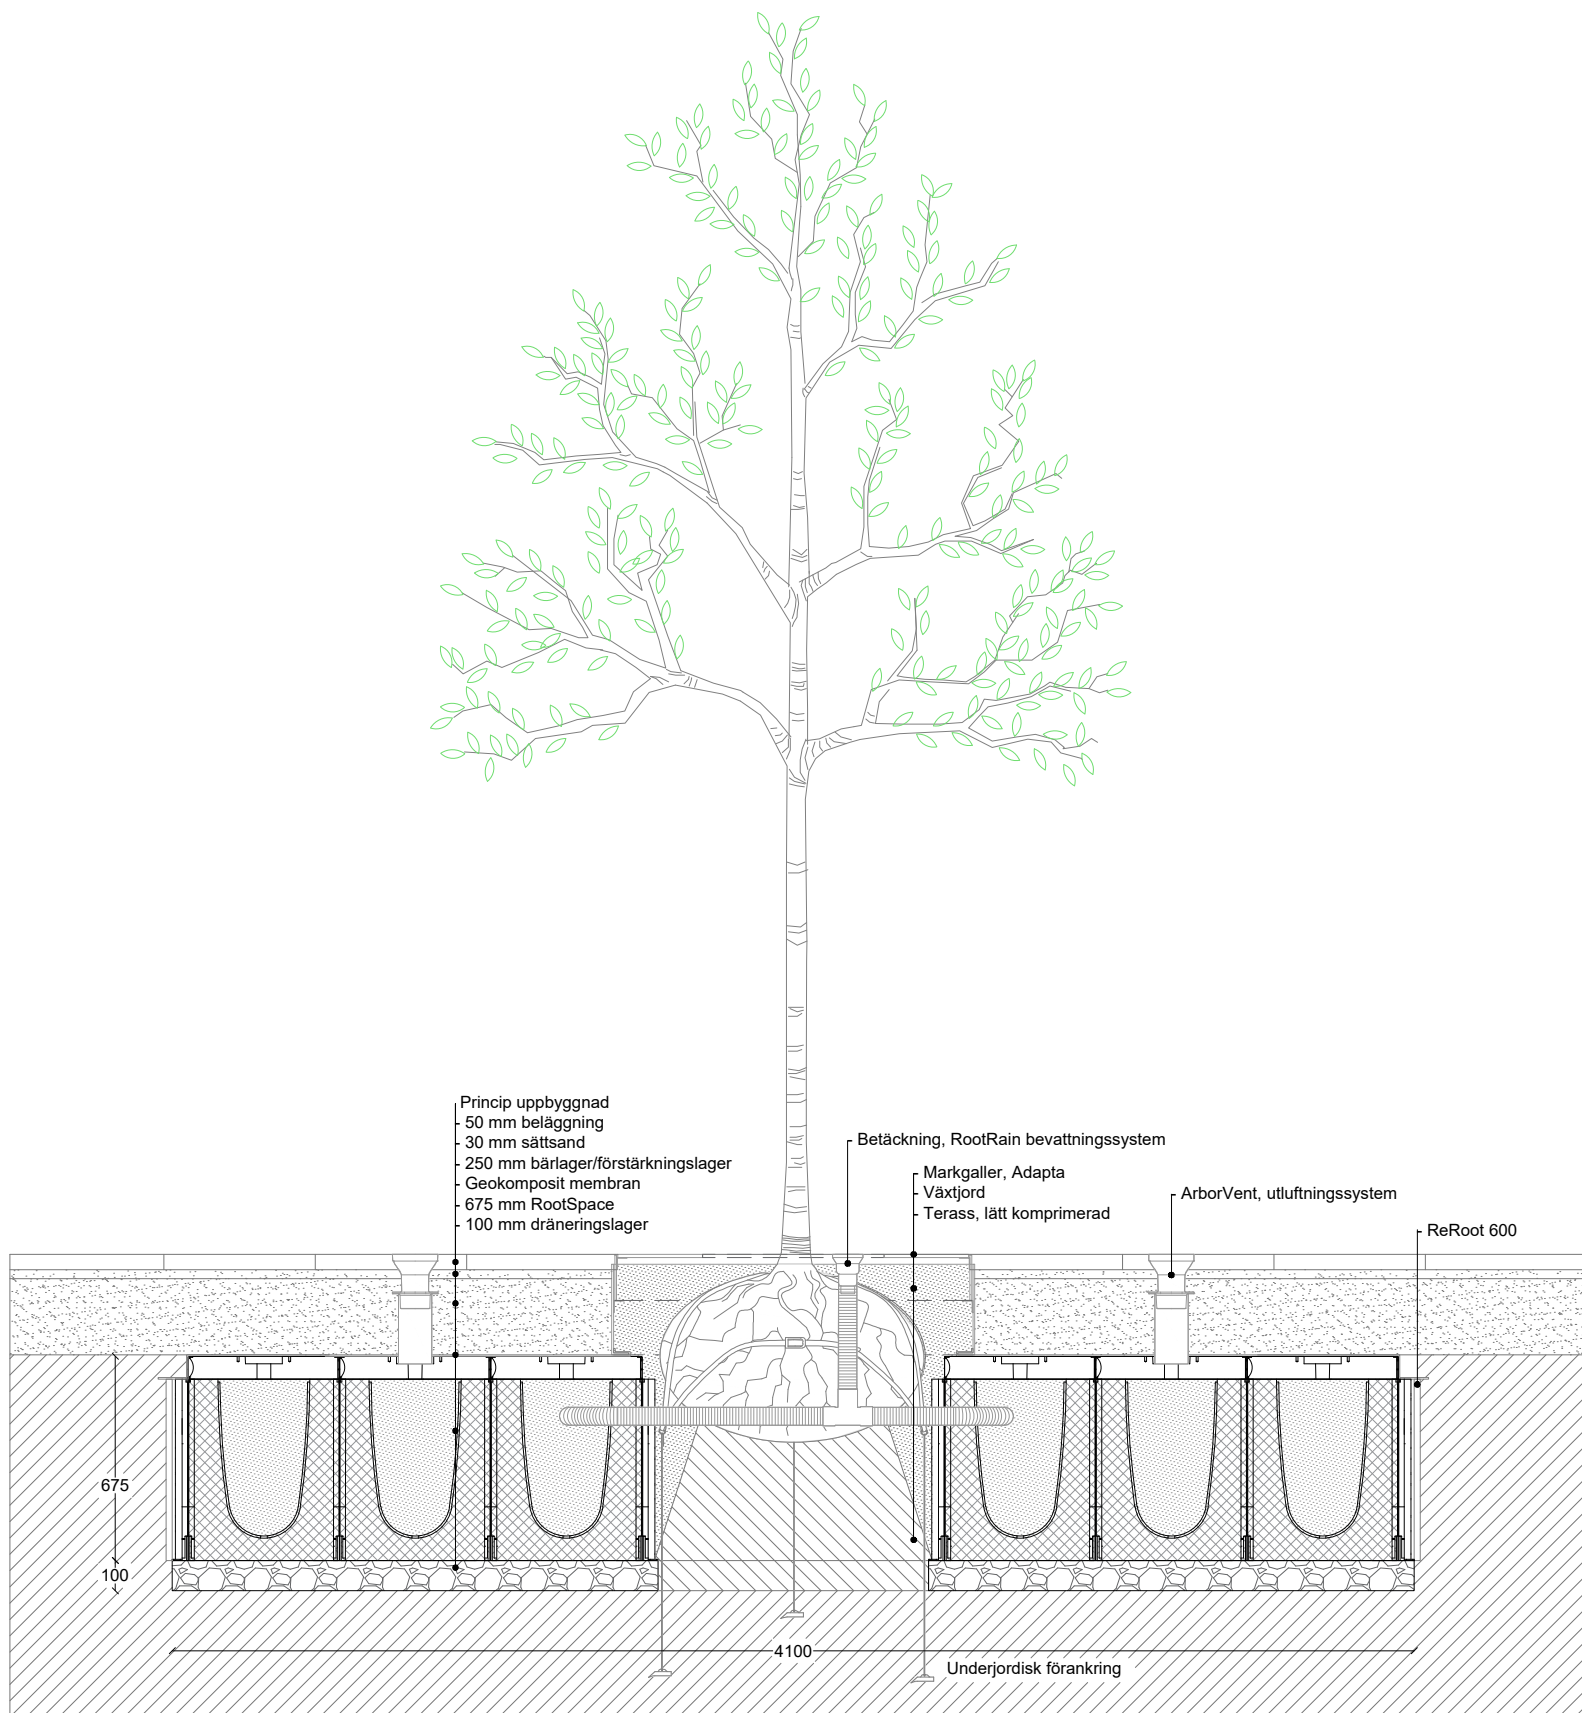 Princip uppbyggnad
50 mm beläggning
30 mm sättsand
250 mm bärlager/förstärkningslager
Geokomposit membran
675 mm RootSpace
100 mm dräneringslager
Betäckning, RootRain bevattningssystem
Markgaller, Adapta
Växtjord
Terass, lätt komprimerad
ArborVent, utluftningssystem
ReRoot 600
675
100
4100
Underjordisk förankring